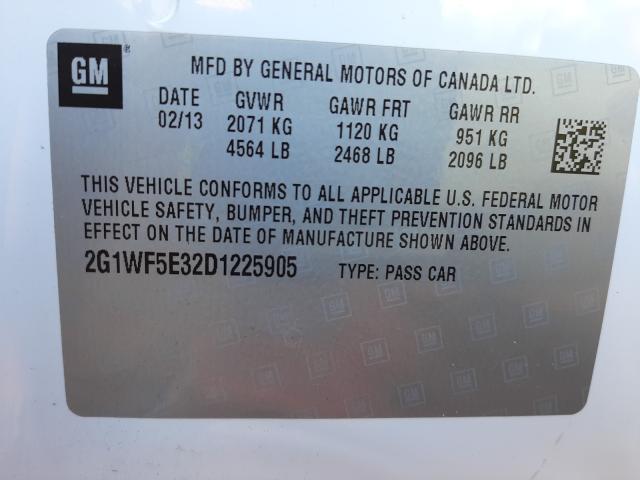 GM
MFD BY GENERAL MOTORS OF CANADA LTD.
DATE GVWR GAWR FRT GAWR RR
02/13 2071 KG 1120 KG 951 KG
4564 LB 2468 LB 2096 LB
THIS VEHICLE CONFORMS TO ALL APPLICABLE U.S. FEDERAL MOTOR
VEHICLE SAFETY, BUMPER, AND THEFT PREVENTION STANDARDS IN
EFFECT ON THE DATE OF MANUFACTURE SHOWN ABOVE.
2G1WF5E32D1225905 TYPE: PASS CAR